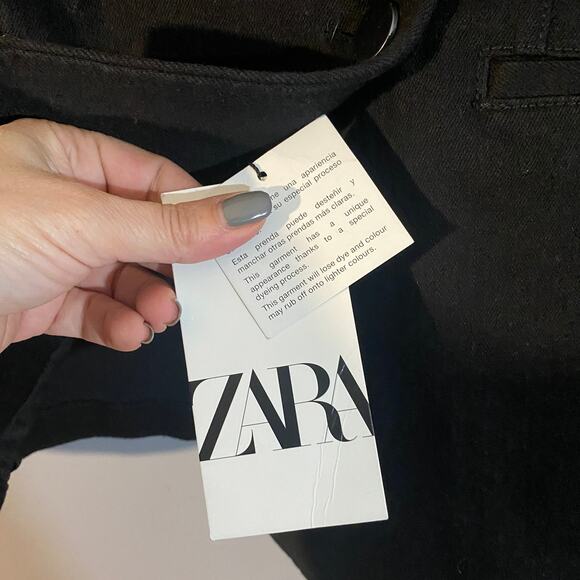 una apariencia
su especial proceso
Esta prenda puede desteñir y
manchar otras prendas más claras.
This garment has a unique
appearance thanks to a special
dyeing process.
This garment will lose dye and colour
may rub off onto lighter colours.
ZARA